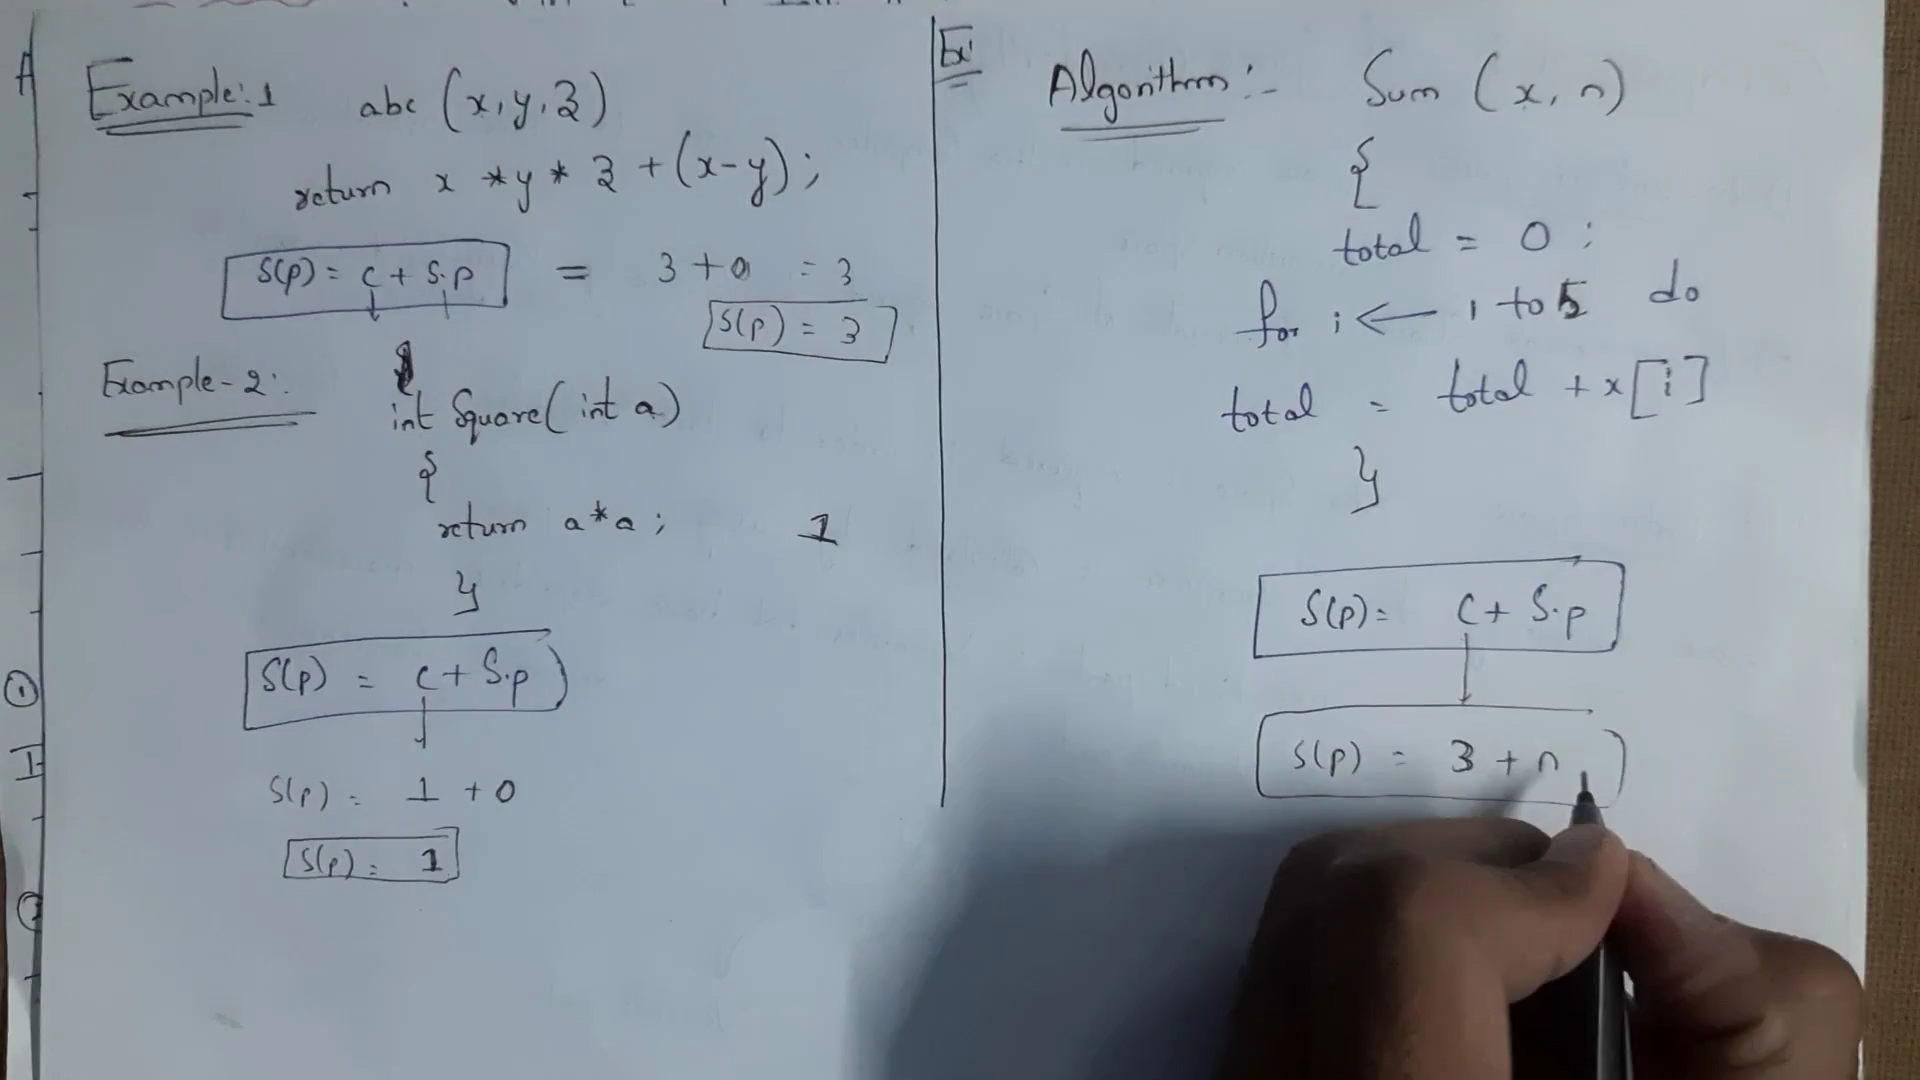 Example:1 abc (x,y,z)
return x *y * z + (x-y);
S(p) = c + S.p = 3+0 = 3
S(p) = 3
Example-2:
int Square(int a)
{
return a*a; 1
}
S(p) = c + S.p
S(p) = 1 + 0
S(p) = 1
Ex:
Algorithm:- Sum (x, n)
{
total = 0 ;
for i ← 1 to 5 do
total = total + x[i]
}
S(p) = C + S.p
S(p) = 3 + n